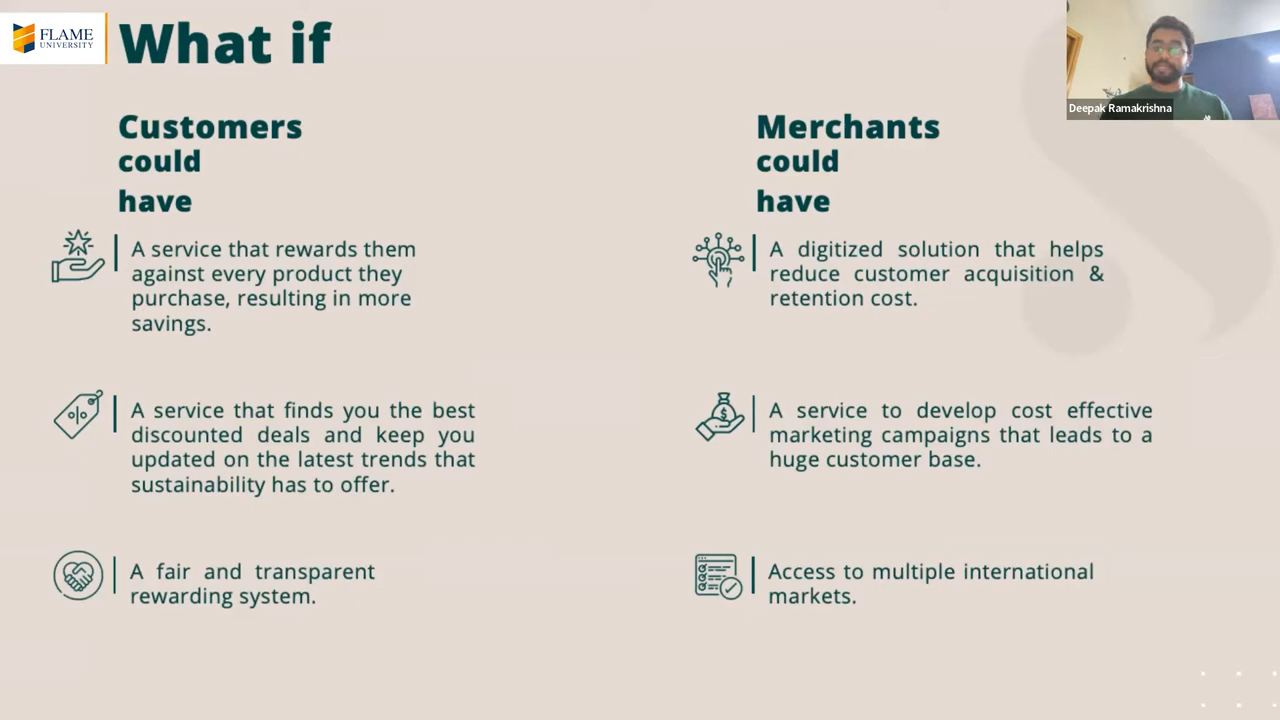 FLAME
UNIVERSITY
What if
Deepak Ramakrishna
Customers
could
have
A service that rewards them
against every product they
purchase, resulting in more
savings.
A service that finds you the best
discounted deals and keep you
updated on the latest trends that
sustainability has to offer.
A fair and transparent
rewarding system.
Merchants
could
have
A digitized solution that helps
reduce customer acquisition &
retention cost.
$
A service to develop cost effective
marketing campaigns that leads to a
huge customer base.
Access to multiple international
markets.